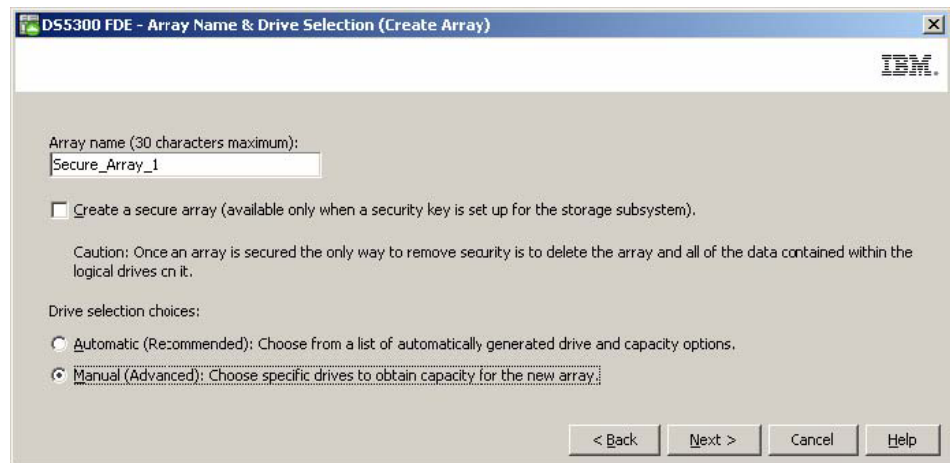 DS5300 FDE - Array Name & Drive Selection (Create Array)
IBM.
Array name (30 characters maximum):
Secure_Array_1
Create a secure array (available only when a security key is set up for the storage subsystem).
Caution: Once an array is secured the only way to remove security is to delete the array and all of the data contained within the
logical drives cn it.
Drive selection choices:
Automatic (Recommended): Choose from a list of automatically generated drive and capacity options.
Manual (Advanced): Choose specific drives to obtain capacity for the new array.
< Back
Next >
Cancel
Help